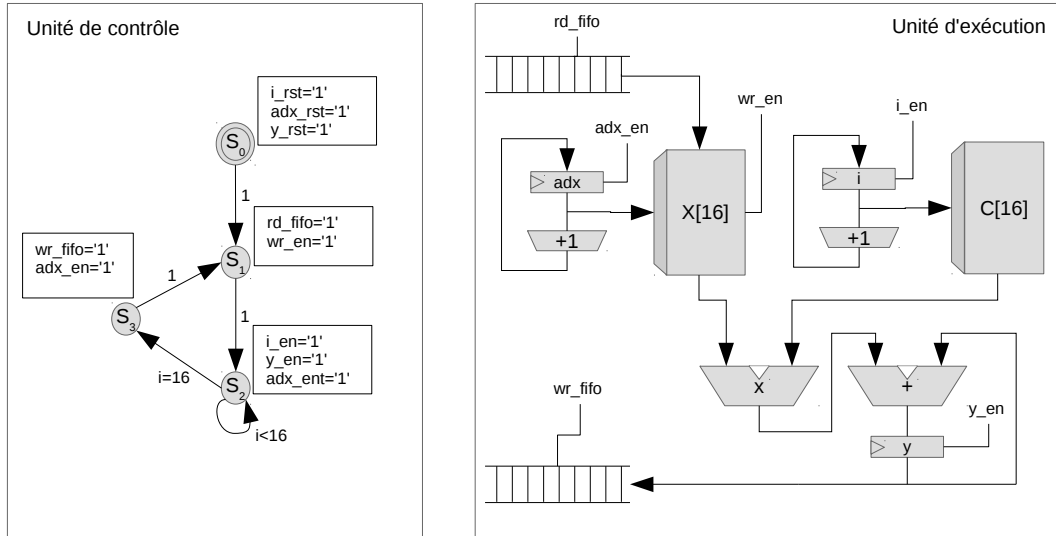 Unité de contrôle
i_rst='1'
adx_rst='1'
y_rst='1'
S0
1
rd_fifo='1'
wr_en='1'
S1
wr_fifo='1'
adx_en='1'
1
S3
1
i_en='1'
y_en='1'
adx_ent='1'
i=16
S2
i<16
Unité d'exécution
rd_fifo
wr_en
i_en
adx_en
adx
i
X[16]
C[16]
+1
+1
x
+
wr_fifo
y_en
y